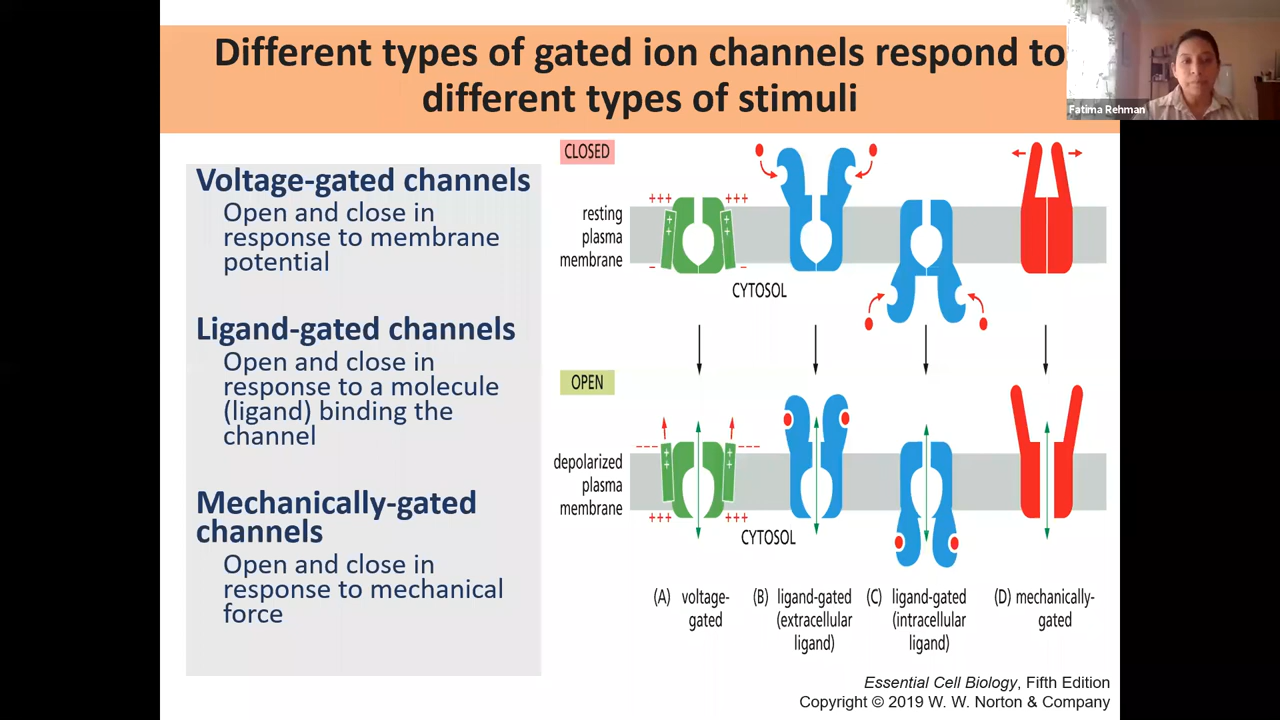 Different types of gated ion channels respond to
different types of stimuli
Fatima Rehman
Voltage-gated channels
Open and close in
response to membrane
potential
Ligand-gated channels
Open and close in
response to a molecule
(ligand) binding the
channel
Mechanically-gated
channels
Open and close in
response to mechanical
force
CLOSED
+++ +++
resting
plasma
membrane
+ + + +
– –
CYTOSOL
OPEN
--- ---
depolarized
plasma
membrane
+ + + +
+++ +++
CYTOSOL
(A) voltage-
gated
(B) ligand-gated
(extracellular
ligand)
(C) ligand-gated
(intracellular
ligand)
(D) mechanically-
gated
Essential Cell Biology, Fifth Edition
Copyright © 2019 W. W. Norton & Company